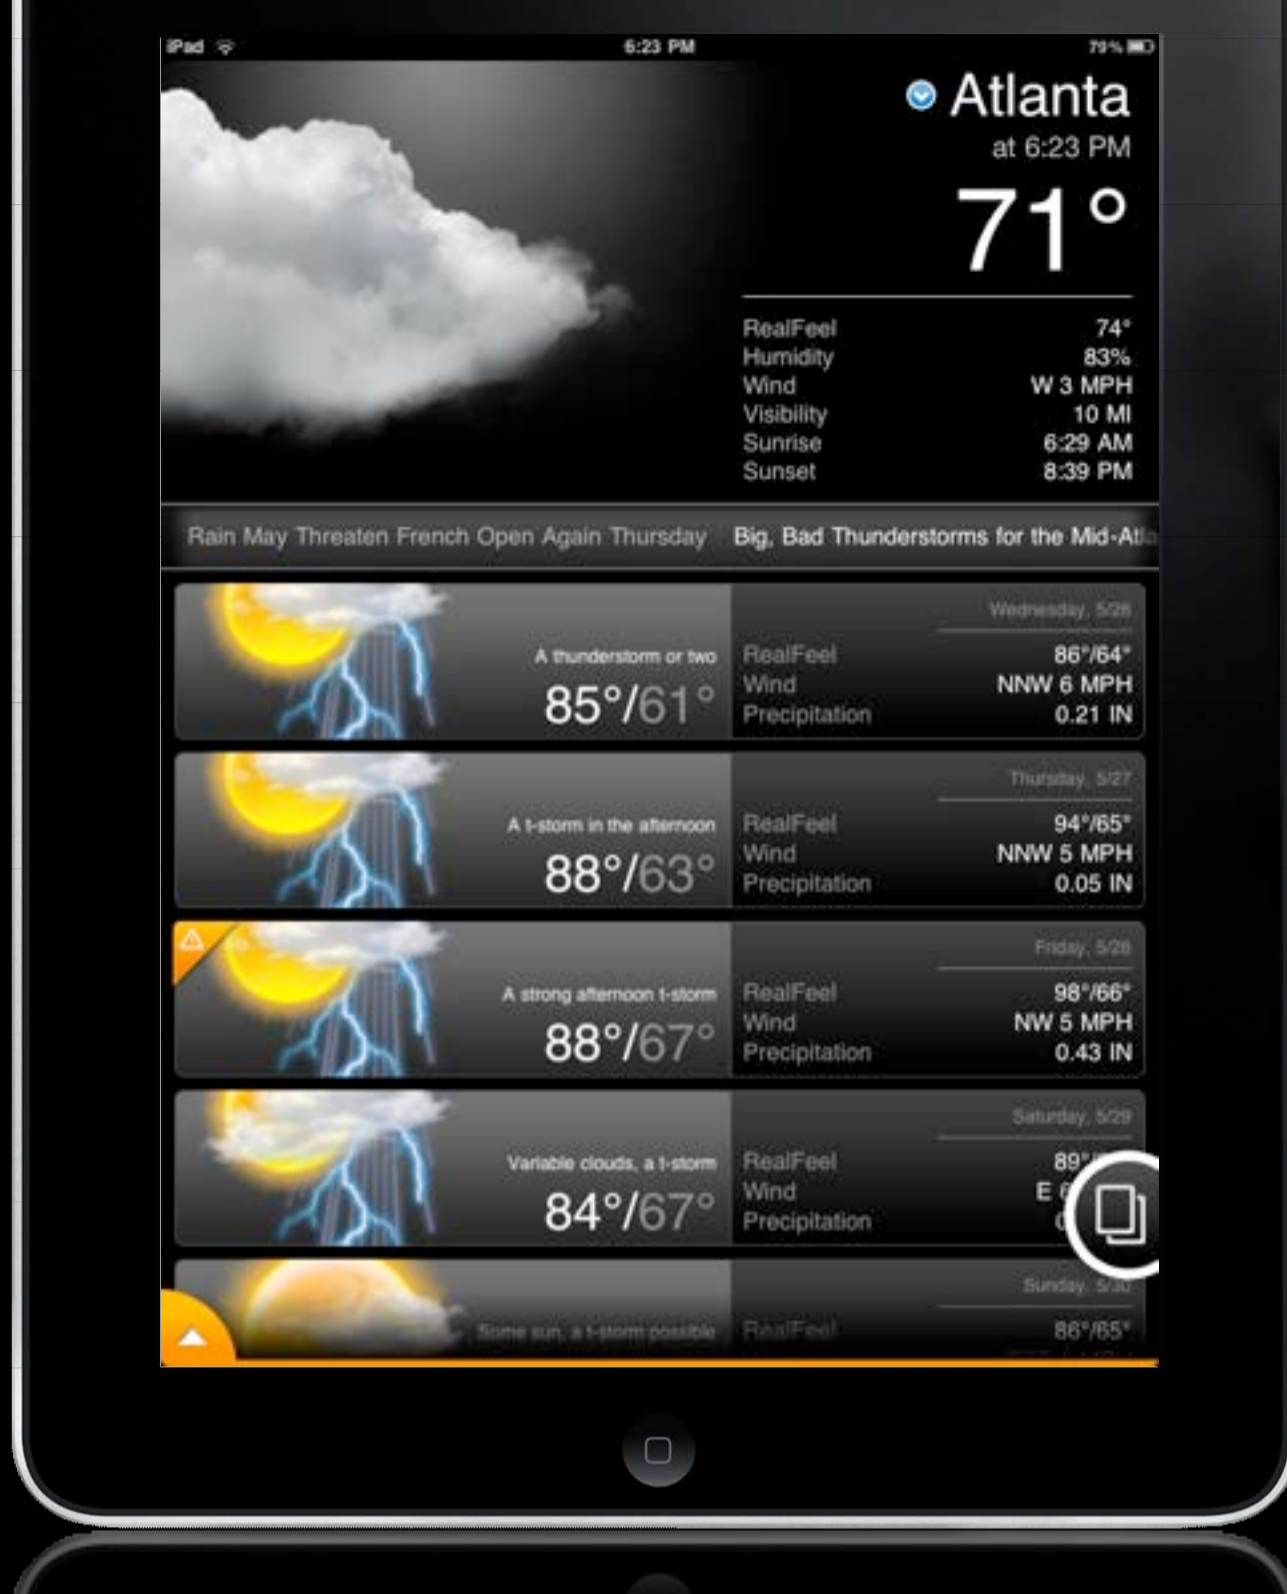 iPad 6:23 PM 79%
Atlanta
at 6:23 PM
71°
RealFeel 74°
Humidity 83%
Wind W 3 MPH
Visibility 10 MI
Sunrise 6:29 AM
Sunset 8:39 PM
Rain May Threaten French Open Again Thursday Big, Bad Thunderstorms for the Mid-Atla
Wednesday, 5/26
A thunderstorm or two
85°/61°
RealFeel 86°/64°
Wind NNW 6 MPH
Precipitation 0.21 IN
Thursday, 5/27
A t-storm in the afternoon
88°/63°
RealFeel 94°/65°
Wind NNW 5 MPH
Precipitation 0.05 IN
Friday, 5/28
A strong afternoon t-storm
88°/67°
RealFeel 98°/66°
Wind NW 5 MPH
Precipitation 0.43 IN
Saturday, 5/29
Variable clouds, a t-storm
84°/67°
RealFeel 89°/
Wind E
Precipitation
Sunday, 5/30
Some sun, a t-storm possible
RealFeel 86°/65°